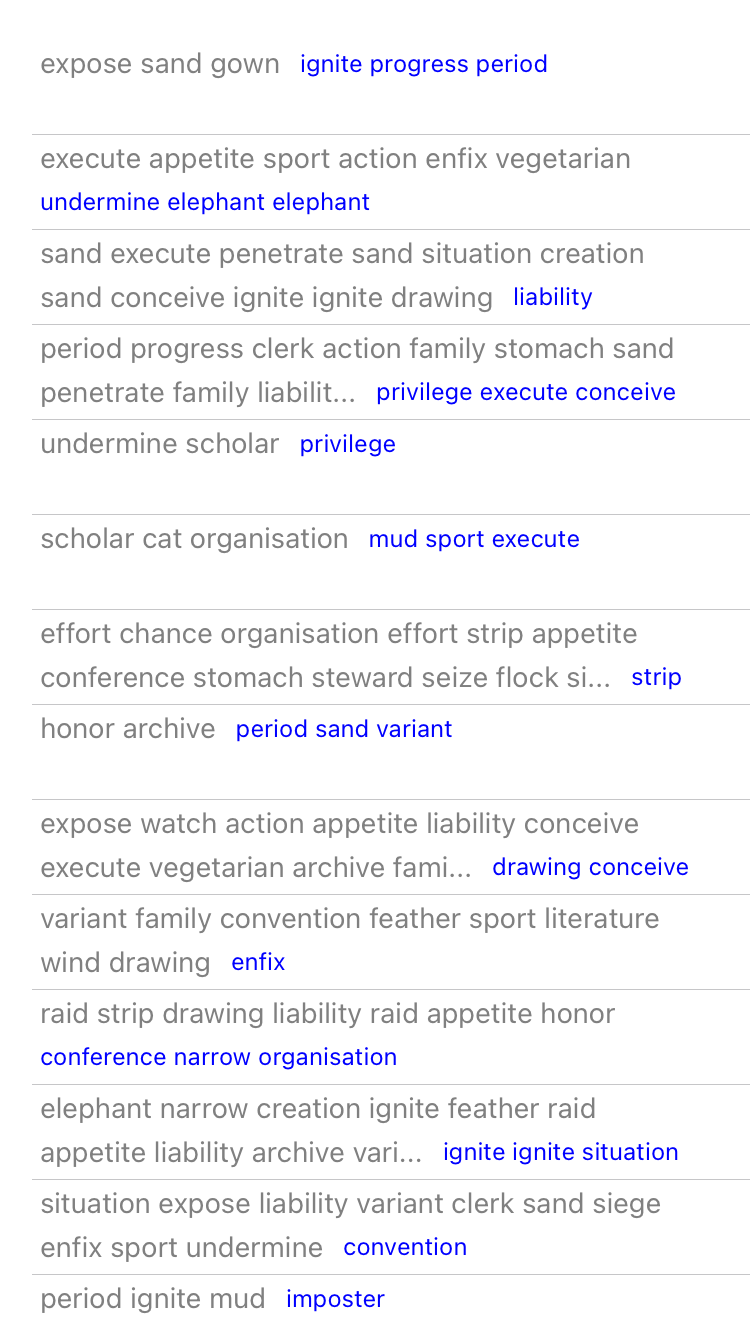 expose sand gown ignite progress period
execute appetite sport action enfix vegetarian
undermine elephant elephant
sand execute penetrate sand situation creation
sand conceive ignite ignite drawing liability
period progress clerk action family stomach sand
penetrate family liabilit... privilege execute conceive
undermine scholar privilege
scholar cat organisation mud sport execute
effort chance organisation effort strip appetite
conference stomach steward seize flock si... strip
honor archive period sand variant
expose watch action appetite liability conceive
execute vegetarian archive fami... drawing conceive
variant family convention feather sport literature
wind drawing enfix
raid strip drawing liability raid appetite honor
conference narrow organisation
elephant narrow creation ignite feather raid
appetite liability archive vari... ignite ignite situation
situation expose liability variant clerk sand siege
enfix sport undermine convention
period ignite mud imposter